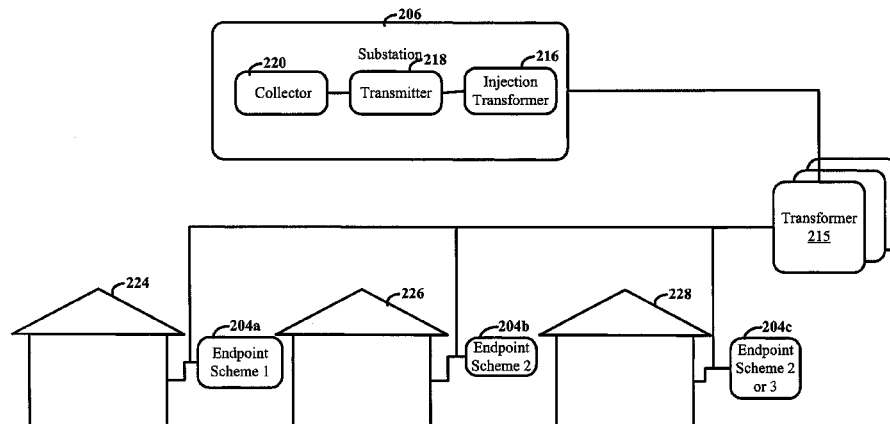 206
Substation
220
218
216
Collector
Transmitter
Injection
Transformer
Transformer
215
224
226
228
204a
204b
204c
Endpoint
Scheme 1
Endpoint
Scheme 2
Endpoint
Scheme 2
or 3